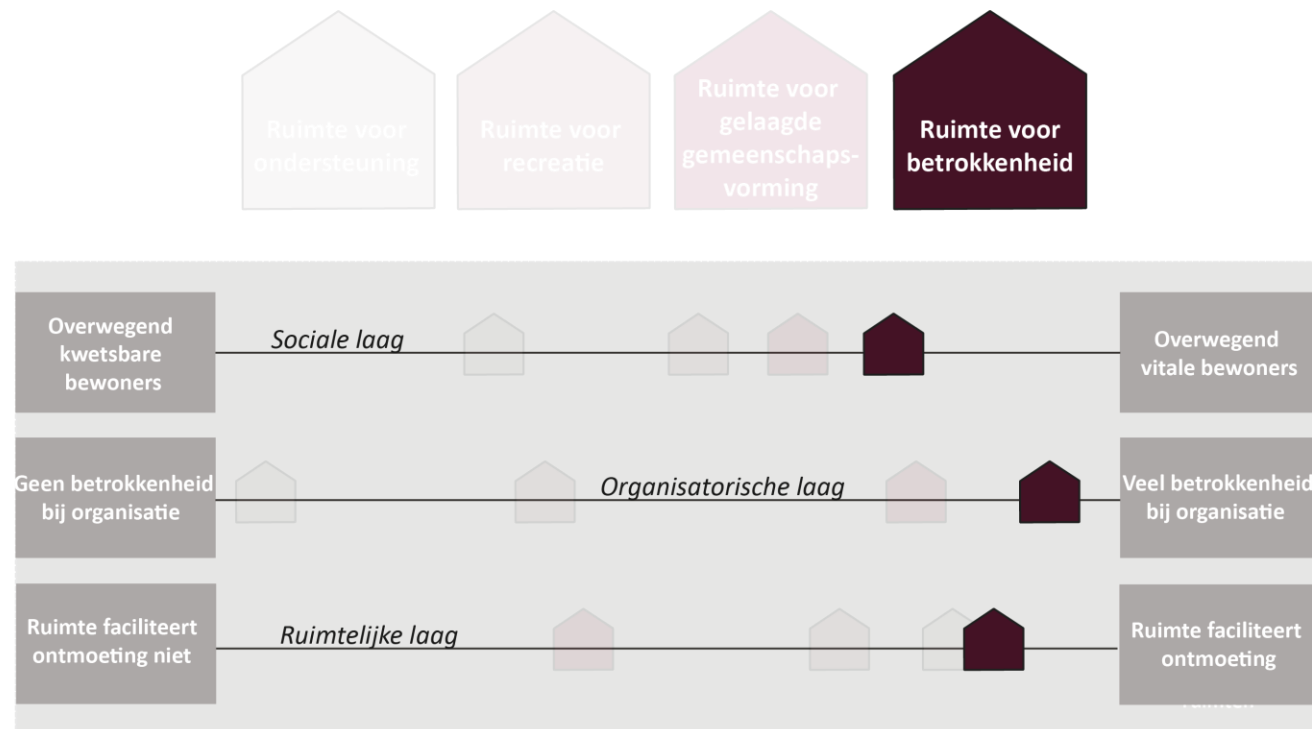 Ruimte voor
ondersteuning
Ruimte voor
recreatie
Ruimte voor
gelaagde
gemeenschaps-
vorming
Ruimte voor
betrokkenheid
Overwegend
kwetsbare
bewoners
Sociale laag
Overwegend
vitale bewoners
Geen betrokkenheid
bij organisatie
Organisatorische laag
Veel betrokkenheid
bij organisatie
Ruimte faciliteert
ontmoeting niet
Ruimtelijke laag
Ruimte faciliteert
ontmoeting